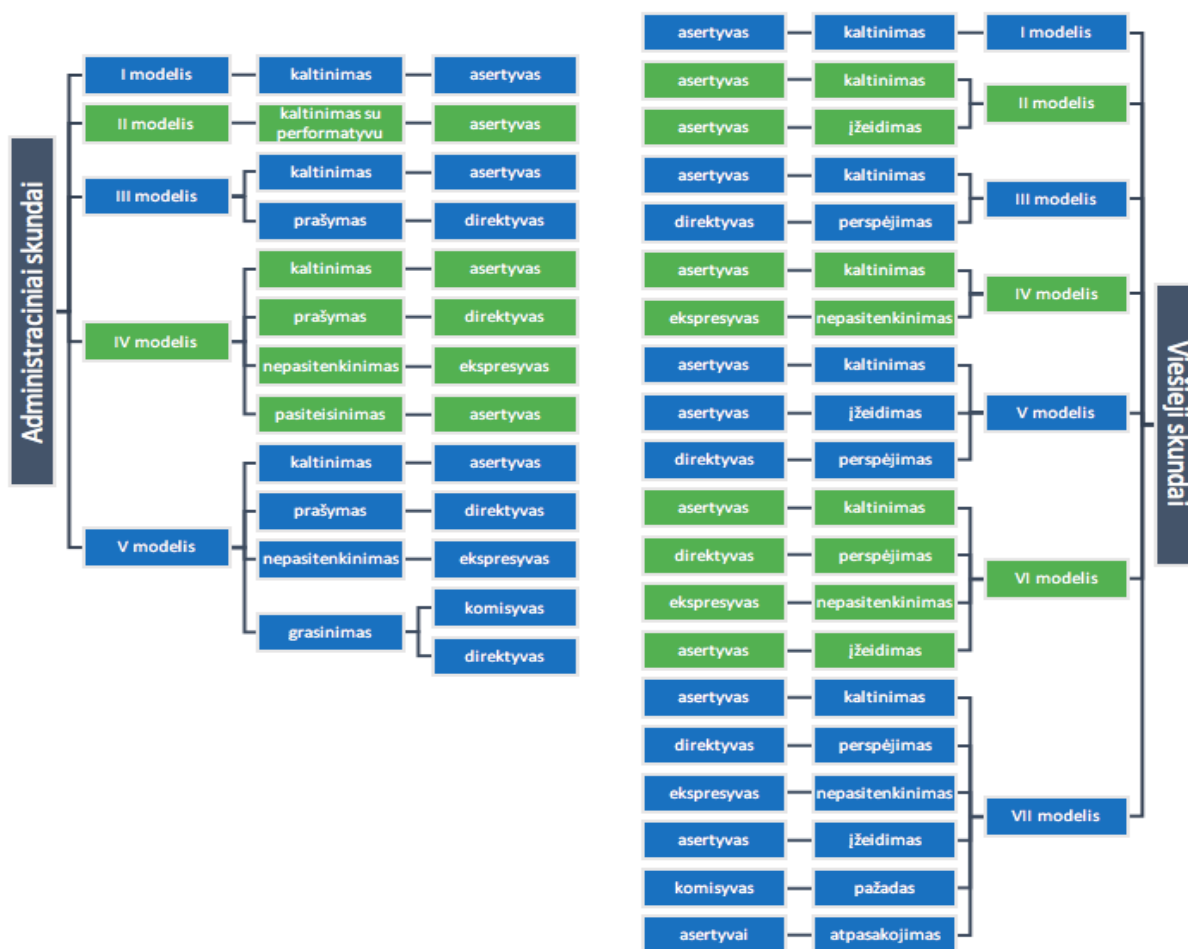 Administraciniai skundai
I modelis
kaltinimas
asertyvas
II modelis
kaltinimas su
performatyvu
asertyvas
III modelis
kaltinimas
asertyvas
prašymas
direktyvas
IV modelis
kaltinimas
asertyvas
prašymas
direktyvas
nepasitenkinimas
ekspresyvas
pasiteisinimas
asertyvas
V modelis
kaltinimas
asertyvas
prašymas
direktyvas
nepasitenkinimas
ekspresyvas
grasinimas
komisyvas
direktyvas
asertyvas
kaltinimas
I modelis
asertyvas
kaltinimas
II modelis
asertyvas
įžeidimas
asertyvas
kaltinimas
III modelis
direktyvas
perspėjimas
asertyvas
kaltinimas
IV modelis
ekspresyvas
nepasitenkinimas
asertyvas
kaltinimas
asertyvas
įžeidimas
V modelis
direktyvas
perspėjimas
asertyvas
kaltinimas
direktyvas
perspėjimas
VI modelis
ekspresyvas
nepasitenkinimas
asertyvas
įžeidimas
asertyvas
kaltinimas
direktyvas
perspėjimas
ekspresyvas
nepasitenkinimas
VII modelis
asertyvas
įžeidimas
komisyvas
pažadas
asertyvai
atpasakojimas
Viešieji skundai